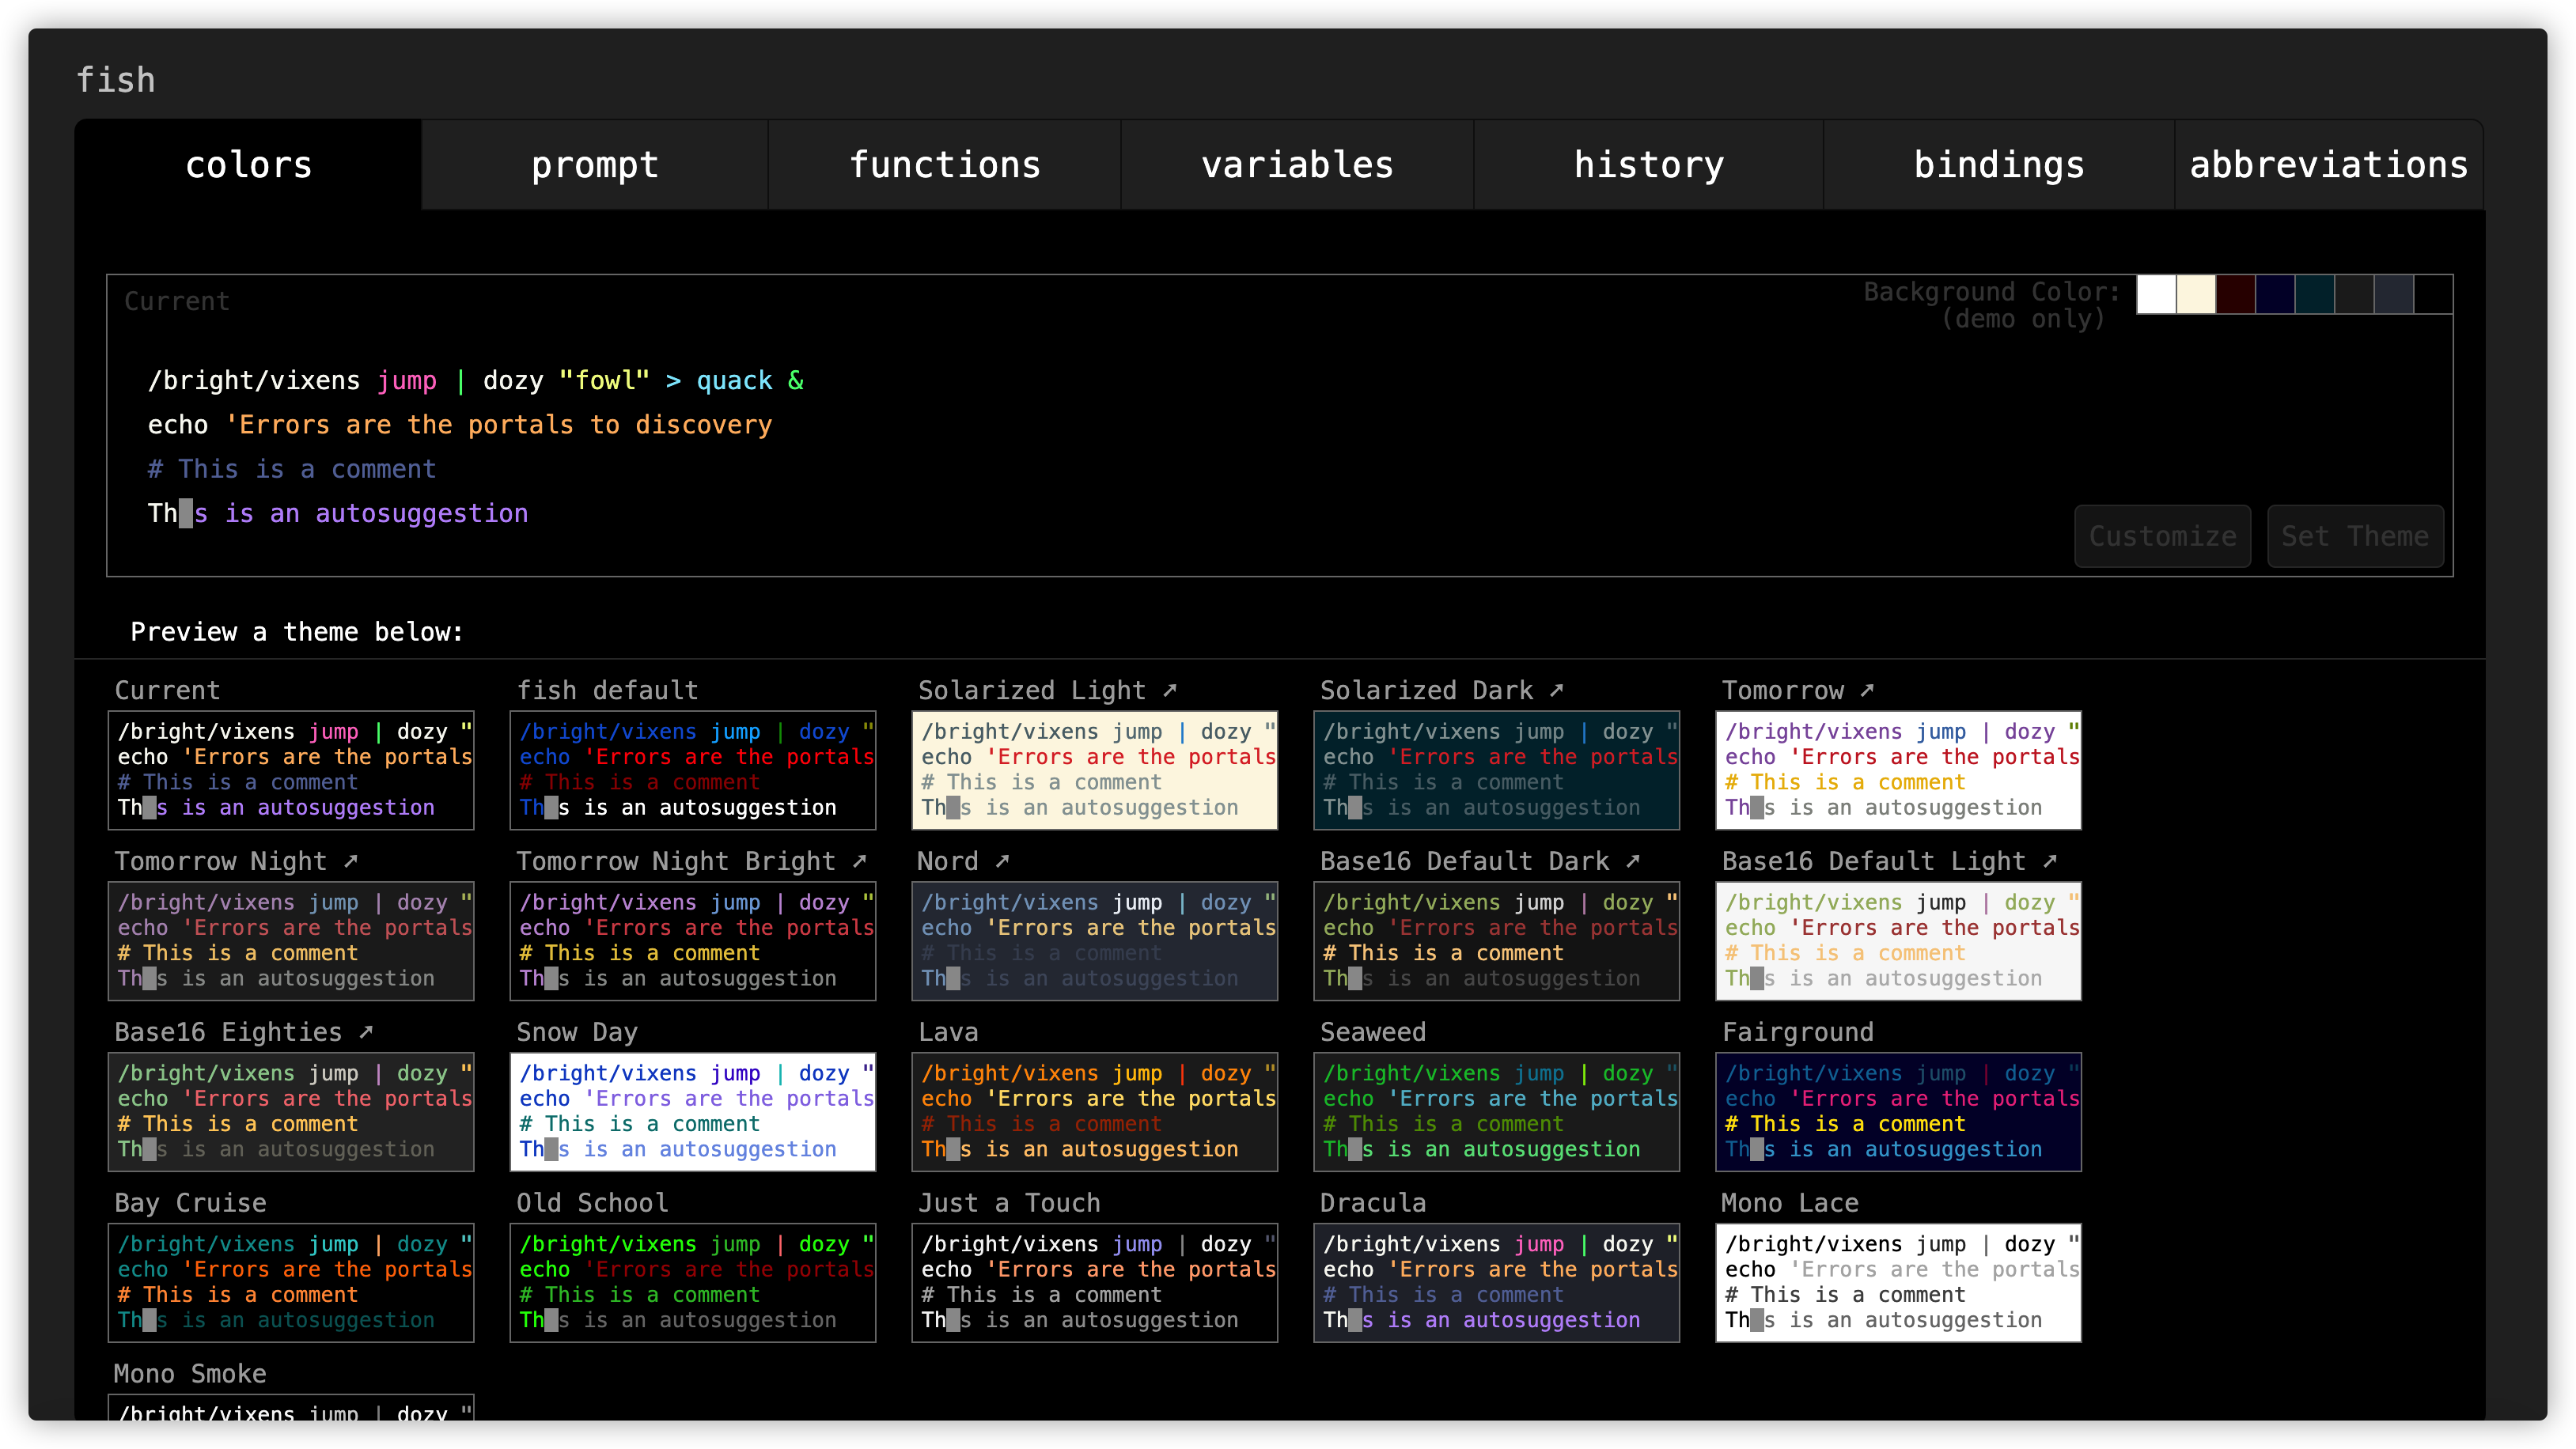 fish
colors prompt functions variables history bindings abbreviations
Current
Background Color:
(demo only)
/bright/vixens jump | dozy "fowl" > quack &
echo 'Errors are the portals to discovery
# This is a comment
Th s is an autosuggestion
Customize Set Theme
Preview a theme below:
Current
/bright/vixens jump | dozy "
echo 'Errors are the portals
# This is a comment
Th s is an autosuggestion
fish default
/bright/vixens jump | dozy "
echo 'Errors are the portals
# This is a comment
Th s is an autosuggestion
Solarized Light ↗
/bright/vixens jump | dozy "
echo 'Errors are the portals
# This is a comment
Th s is an autosuggestion
Solarized Dark ↗
/bright/vixens jump | dozy "
echo 'Errors are the portals
# This is a comment
Th s is an autosuggestion
Tomorrow ↗
/bright/vixens jump | dozy "
echo 'Errors are the portals
# This is a comment
Th s is an autosuggestion
Tomorrow Night ↗
/bright/vixens jump | dozy "
echo 'Errors are the portals
# This is a comment
Th s is an autosuggestion
Tomorrow Night Bright ↗
/bright/vixens jump | dozy "
echo 'Errors are the portals
# This is a comment
Th s is an autosuggestion
Nord ↗
/bright/vixens jump | dozy "
echo 'Errors are the portals
# This is a comment
Th s is an autosuggestion
Base16 Default Dark ↗
/bright/vixens jump | dozy "
echo 'Errors are the portals
# This is a comment
Th s is an autosuggestion
Base16 Default Light ↗
/bright/vixens jump | dozy "
echo 'Errors are the portals
# This is a comment
Th s is an autosuggestion
Base16 Eighties ↗
/bright/vixens jump | dozy "
echo 'Errors are the portals
# This is a comment
Th s is an autosuggestion
Snow Day
/bright/vixens jump | dozy "
echo 'Errors are the portals
# This is a comment
Th s is an autosuggestion
Lava
/bright/vixens jump | dozy "
echo 'Errors are the portals
# This is a comment
Th s is an autosuggestion
Seaweed
/bright/vixens jump | dozy "
echo 'Errors are the portals
# This is a comment
Th s is an autosuggestion
Fairground
/bright/vixens jump | dozy "
echo 'Errors are the portals
# This is a comment
Th s is an autosuggestion
Bay Cruise
/bright/vixens jump | dozy "
echo 'Errors are the portals
# This is a comment
Th s is an autosuggestion
Old School
/bright/vixens jump | dozy "
echo 'Errors are the portals
# This is a comment
Th s is an autosuggestion
Just a Touch
/bright/vixens jump | dozy "
echo 'Errors are the portals
# This is a comment
Th s is an autosuggestion
Dracula
/bright/vixens jump | dozy "
echo 'Errors are the portals
# This is a comment
Th s is an autosuggestion
Mono Lace
/bright/vixens jump | dozy "
echo 'Errors are the portals
# This is a comment
Th s is an autosuggestion
Mono Smoke
/bright/vixens jump | dozy "